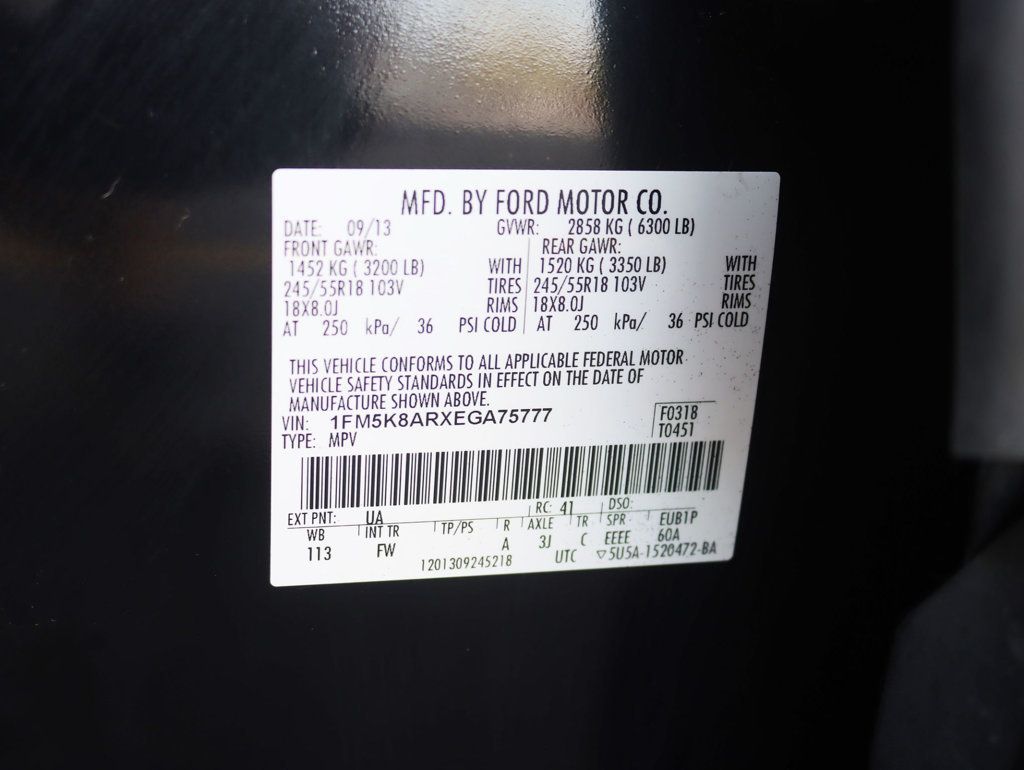 MFD. BY FORD MOTOR CO.
DATE: 09/13 GVWR: 2858 KG ( 6300 LB)
FRONT GAWR: REAR GAWR:
1452 KG ( 3200 LB) WITH 1520 KG ( 3350 LB) WITH
245/55R18 103V TIRES 245/55R18 103V TIRES
18X8.0J RIMS 18X8.0J RIMS
AT 250 kPa/ 36 PSI COLD AT 250 kPa/ 36 PSI COLD
THIS VEHICLE CONFORMS TO ALL APPLICABLE FEDERAL MOTOR
VEHICLE SAFETY STANDARDS IN EFFECT ON THE DATE OF
MANUFACTURE SHOWN ABOVE.
VIN: 1FM5K8ARXEGA75777 F0318
TYPE: MPV T0451
EXT PNT: UA RC: 41 DSO:
WB INT TR TP/PS R AXLE TR SPR EUB1P
113 FW A 3J C EEEE 60A
1201309245218 UTC ▽5U5A-1520472-BA